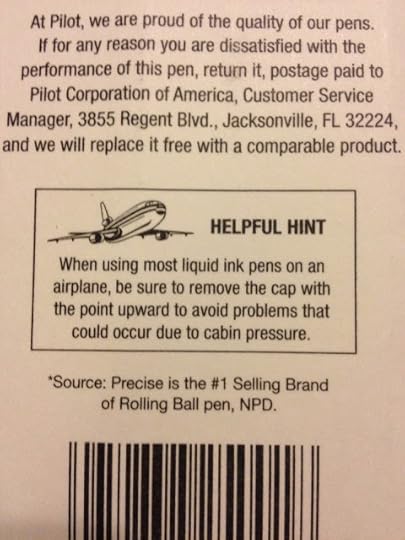 At Pilot, we are proud of the quality of our pens.
If for any reason you are dissatisfied with the
performance of this pen, return it, postage paid to
Pilot Corporation of America, Customer Service
Manager, 3855 Regent Blvd., Jacksonville, FL 32224,
and we will replace it free with a comparable product.
HELPFUL HINT
When using most liquid ink pens on an
airplane, be sure to remove the cap with
the point upward to avoid problems that
could occur due to cabin pressure.
*Source: Precise is the #1 Selling Brand
of Rolling Ball pen, NPD.